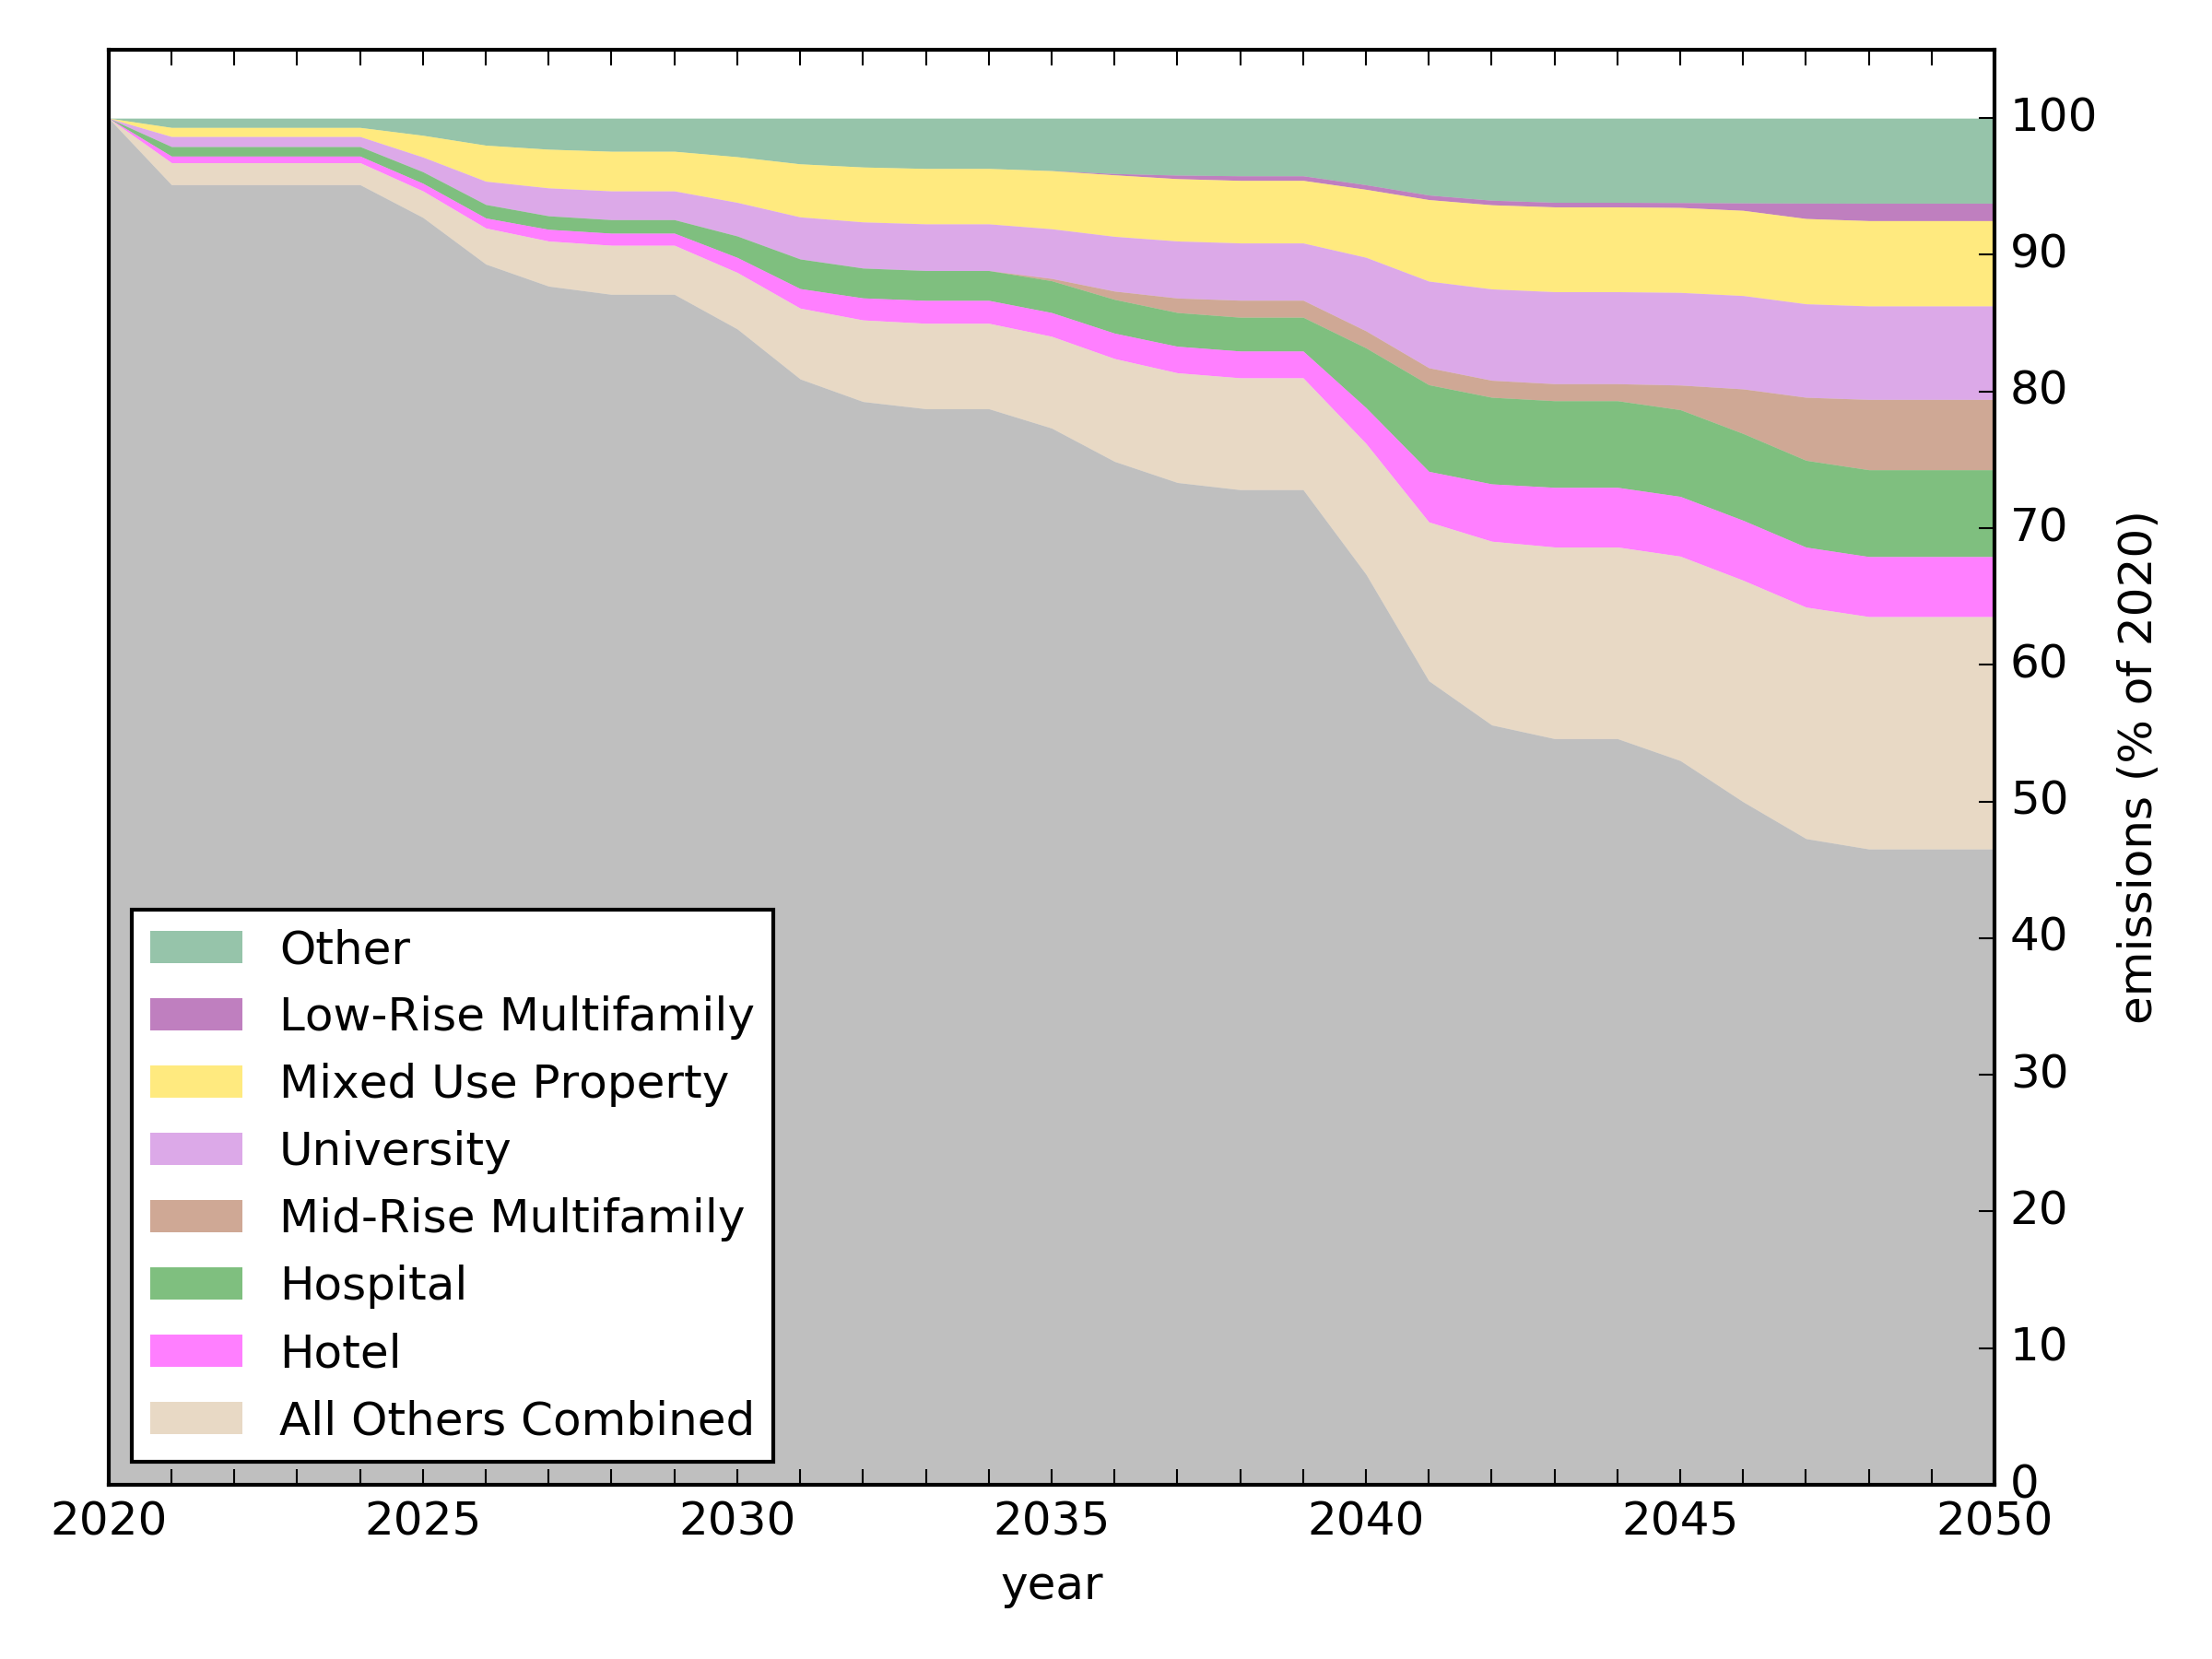 100
90
80
70
60
50
40
30
20
10
0
emissions (% of 2020)
Other
Low-Rise Multifamily
Mixed Use Property
University
Mid-Rise Multifamily
Hospital
Hotel
All Others Combined
2020 2025 2030 2035 2040 2045 2050
year